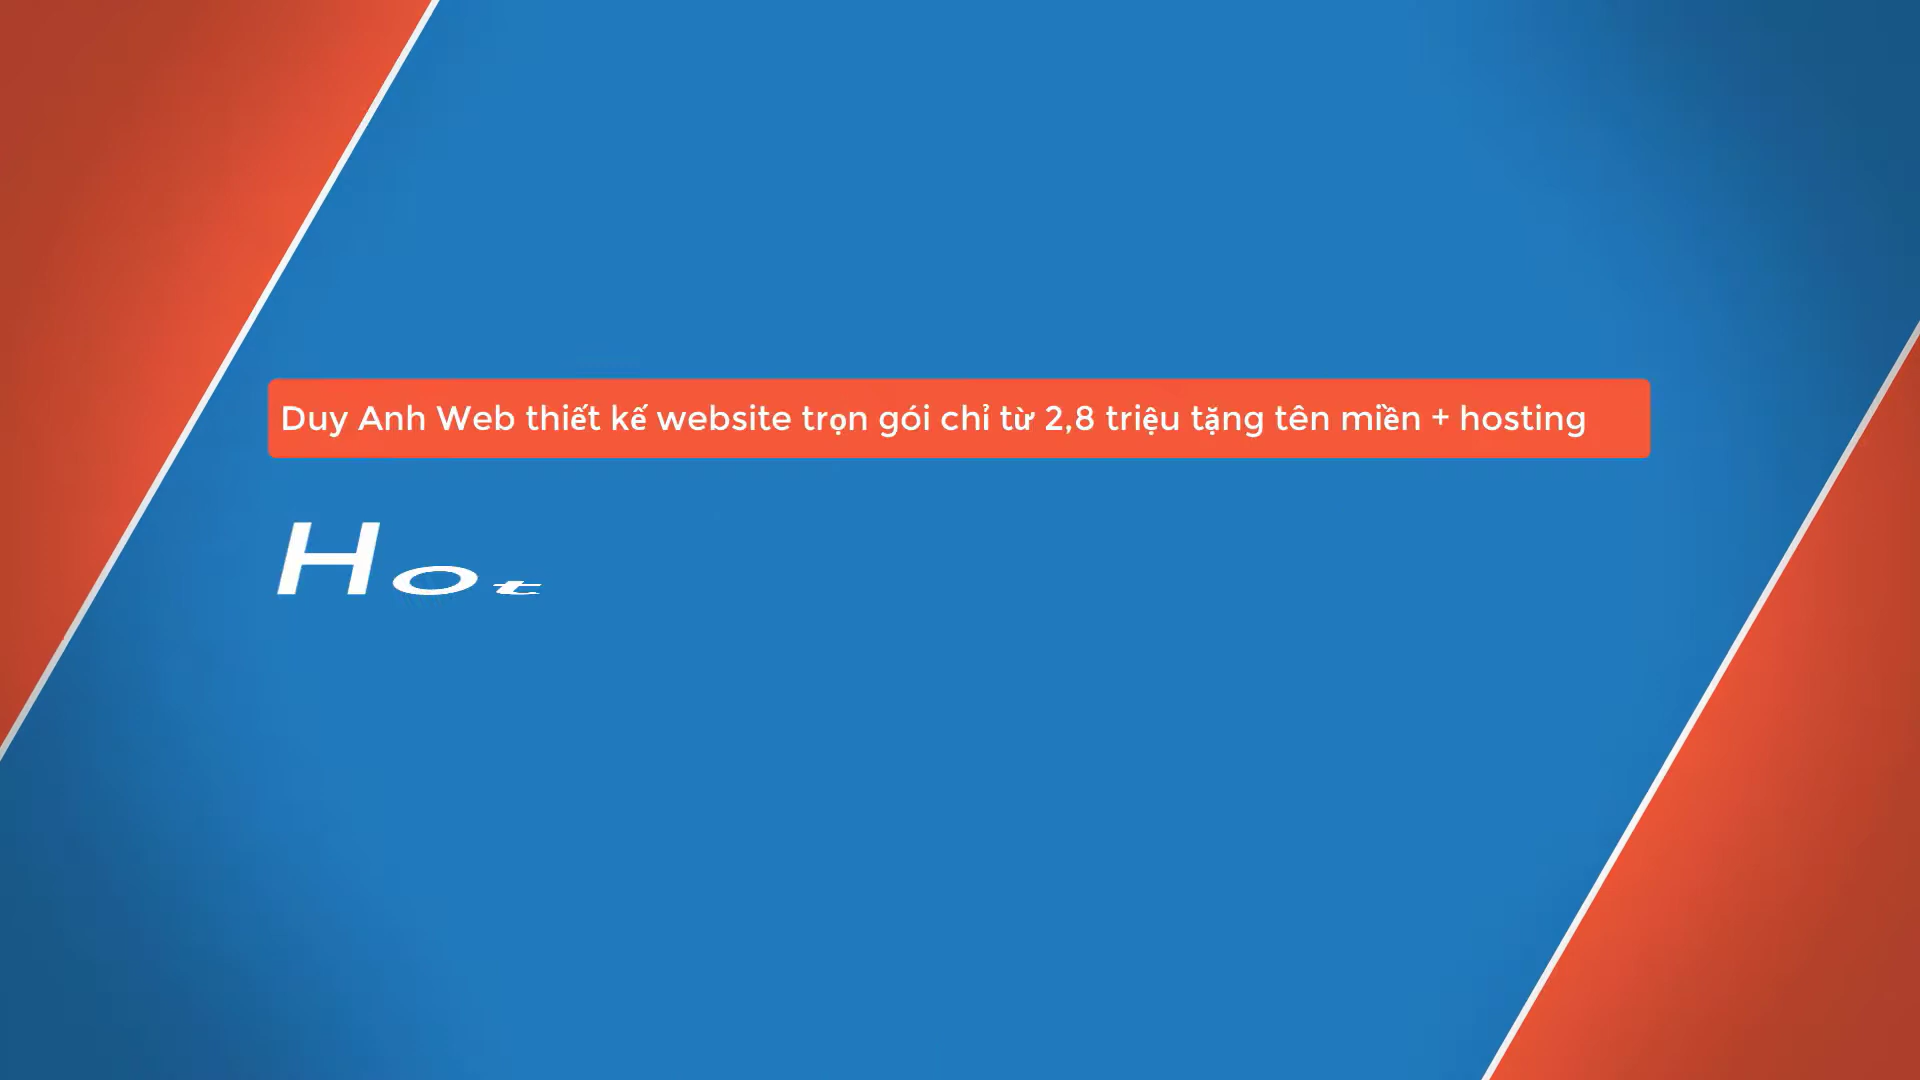 Duy Anh Web thiết kế website trọn gói chỉ từ 2,8 triệu tặng tên miền + hosting
Hot